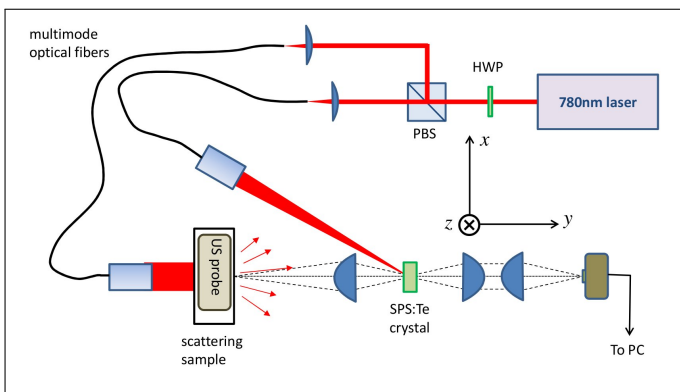 multimode
optical fibers
HWP
780nm laser
PBS
x
z
y
US probe
SPS:Te
crystal
scattering
sample
To PC